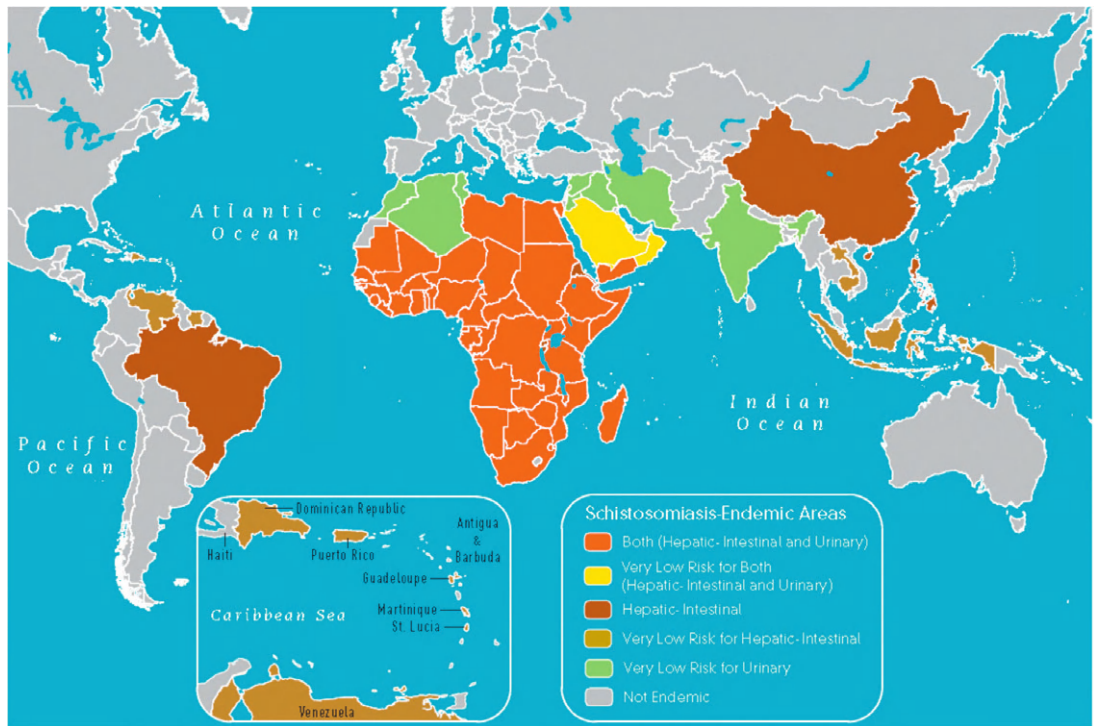 Atlantic
Ocean
Pacific
Ocean
Indian
Ocean
Dominican Republic
Haiti
Puerto Rico
Antigua
&
Barbuda
Guadeloupe
Martinique
St. Lucia
Caribbean Sea
Venezuela
Schistosomiasis-Endemic Areas
Both (Hepatic-Intestinal and Urinary)
Very Low Risk for Both
(Hepatic-Intestinal and Urinary)
Hepatic-Intestinal
Very Low Risk for Hepatic-Intestinal
Very Low Risk for Urinary
Not Endemic